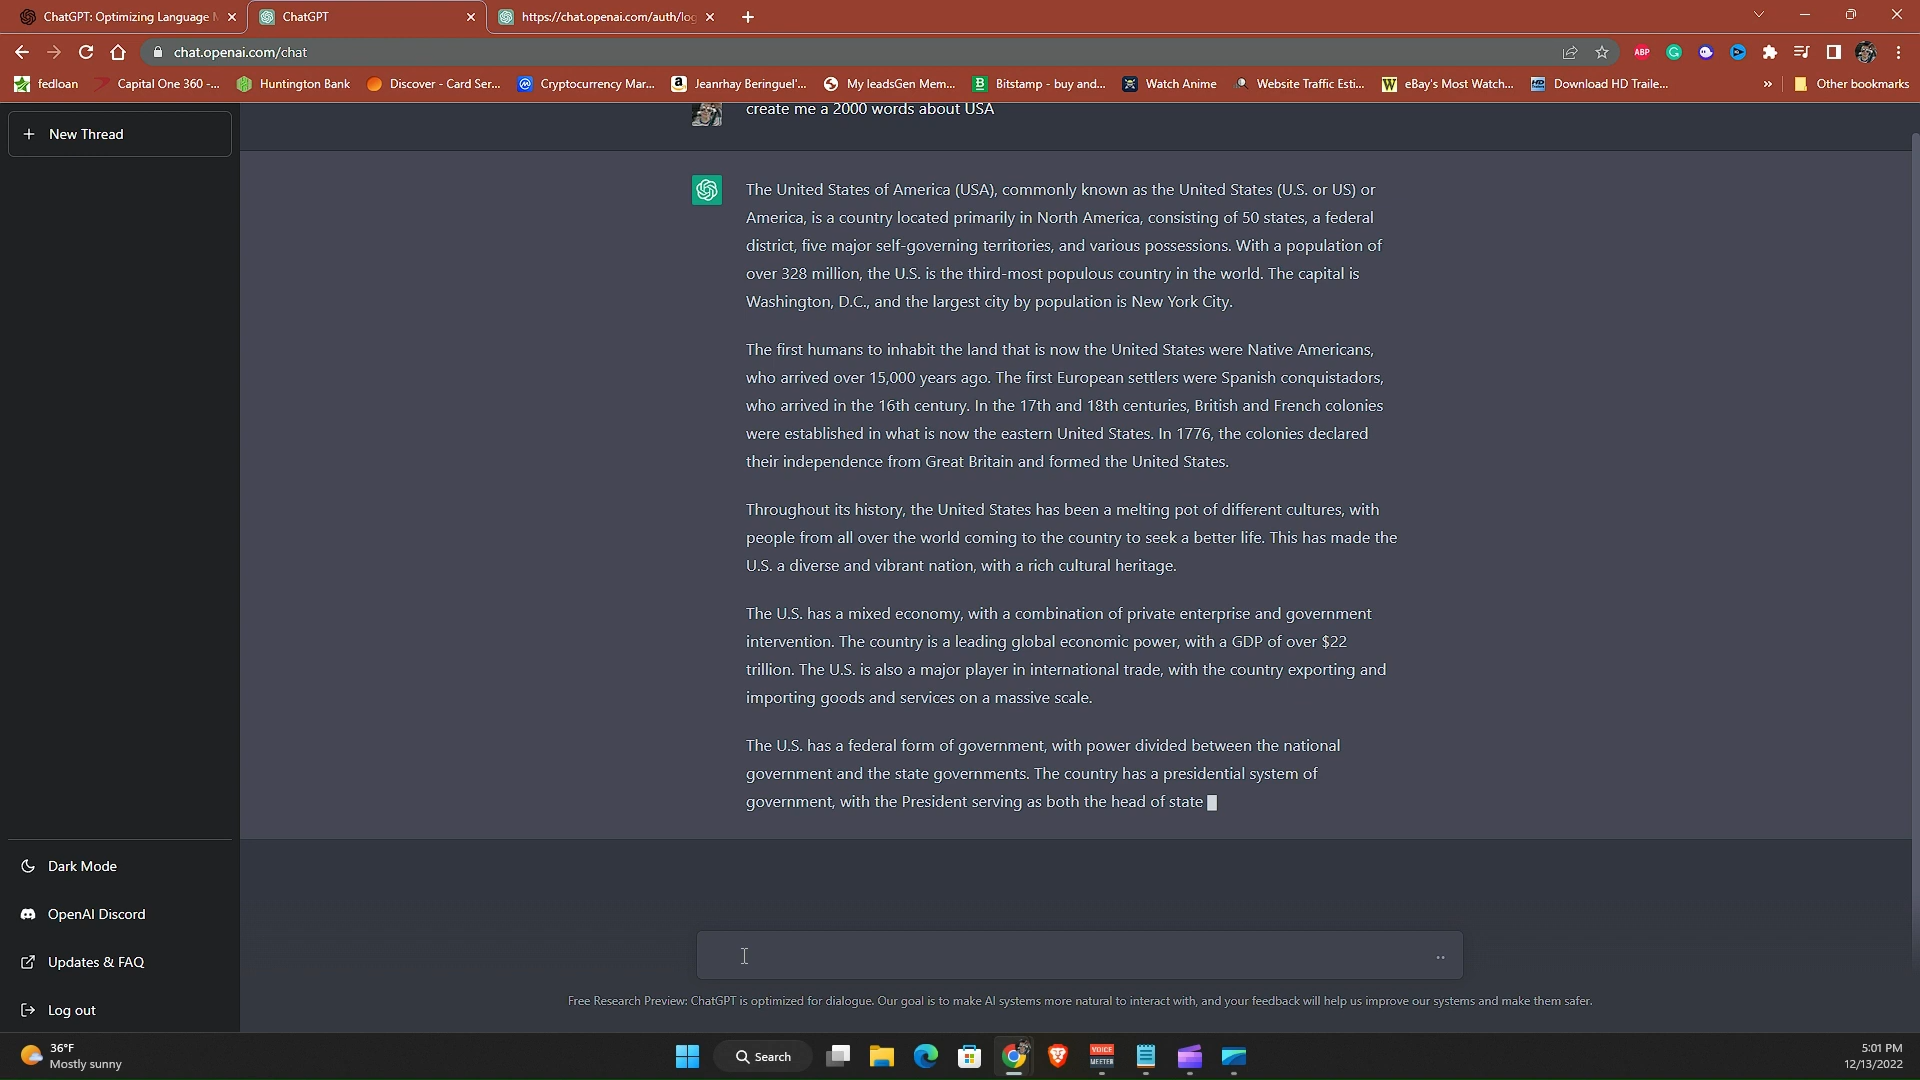 ChatGPT: Optimizing Language
ChatGPT
https://chat.openai.com/auth/log
chat.openai.com/chat
ABP
fedloan
Capital One 360 -...
Huntington Bank
Discover - Card Ser...
Cryptocurrency Mar...
Jeanrhay Beringuel'...
My leadsGen Mem...
Bitstamp - buy and...
Watch Anime
Website Traffic Esti...
eBay's Most Watch...
Download HD Traile...
»
Other bookmarks
+ New Thread
create me a 2000 words about USA
The United States of America (USA), commonly known as the United States (U.S. or US) or
America, is a country located primarily in North America, consisting of 50 states, a federal
district, five major self-governing territories, and various possessions. With a population of
over 328 million, the U.S. is the third-most populous country in the world. The capital is
Washington, D.C., and the largest city by population is New York City.
The first humans to inhabit the land that is now the United States were Native Americans,
who arrived over 15,000 years ago. The first European settlers were Spanish conquistadors,
who arrived in the 16th century. In the 17th and 18th centuries, British and French colonies
were established in what is now the eastern United States. In 1776, the colonies declared
their independence from Great Britain and formed the United States.
Throughout its history, the United States has been a melting pot of different cultures, with
people from all over the world coming to the country to seek a better life. This has made the
U.S. a diverse and vibrant nation, with a rich cultural heritage.
The U.S. has a mixed economy, with a combination of private enterprise and government
intervention. The country is a leading global economic power, with a GDP of over $22
trillion. The U.S. is also a major player in international trade, with the country exporting and
importing goods and services on a massive scale.
The U.S. has a federal form of government, with power divided between the national
government and the state governments. The country has a presidential system of
government, with the President serving as both the head of state
Dark Mode
OpenAI Discord
Updates & FAQ
Log out
··
Free Research Preview: ChatGPT is optimized for dialogue. Our goal is to make AI systems more natural to interact with, and your feedback will help us improve our systems and make them safer.
36°F
Mostly sunny
Search
VOICE
MEETER
5:01 PM
12/13/2022